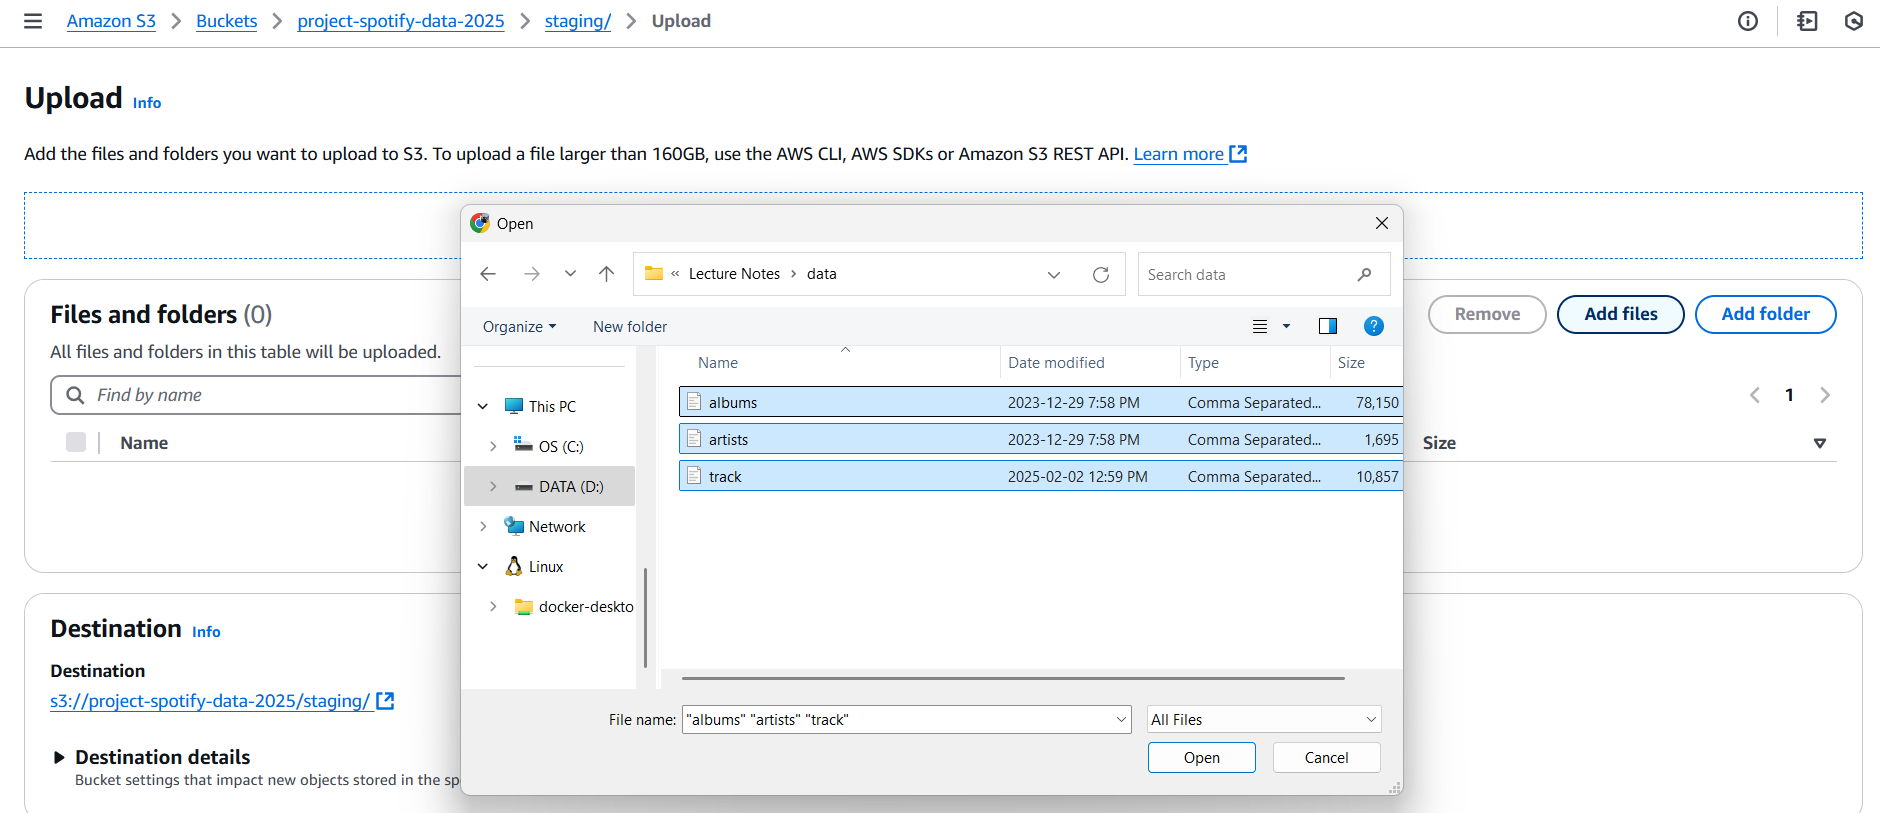 Amazon S3 > Buckets > project-spotify-data-2025 > staging/ > Upload
Upload Info
Add the files and folders you want to upload to S3. To upload a file larger than 160GB, use the AWS CLI, AWS SDKs or Amazon S3 REST API. Learn more
Open
« Lecture Notes > data
Search data
Files and folders (0)
Remove
Add files
Add folder
Organize
New folder
All files and folders in this table will be uploaded.
Name
Date modified
Type
Size
Find by name
1
This PC
albums 2023-12-29 7:58 PM Comma Separated... 78,150
OS (C:)
artists 2023-12-29 7:58 PM Comma Separated... 1,695
Name
Size
DATA (D:)
track 2025-02-02 12:59 PM Comma Separated... 10,857
Network
Linux
docker-deskto
Destination Info
Destination
s3://project-spotify-data-2025/staging/
File name: "albums" "artists" "track"
All Files
Open
Cancel
Destination details
Bucket settings that impact new objects stored in the sp